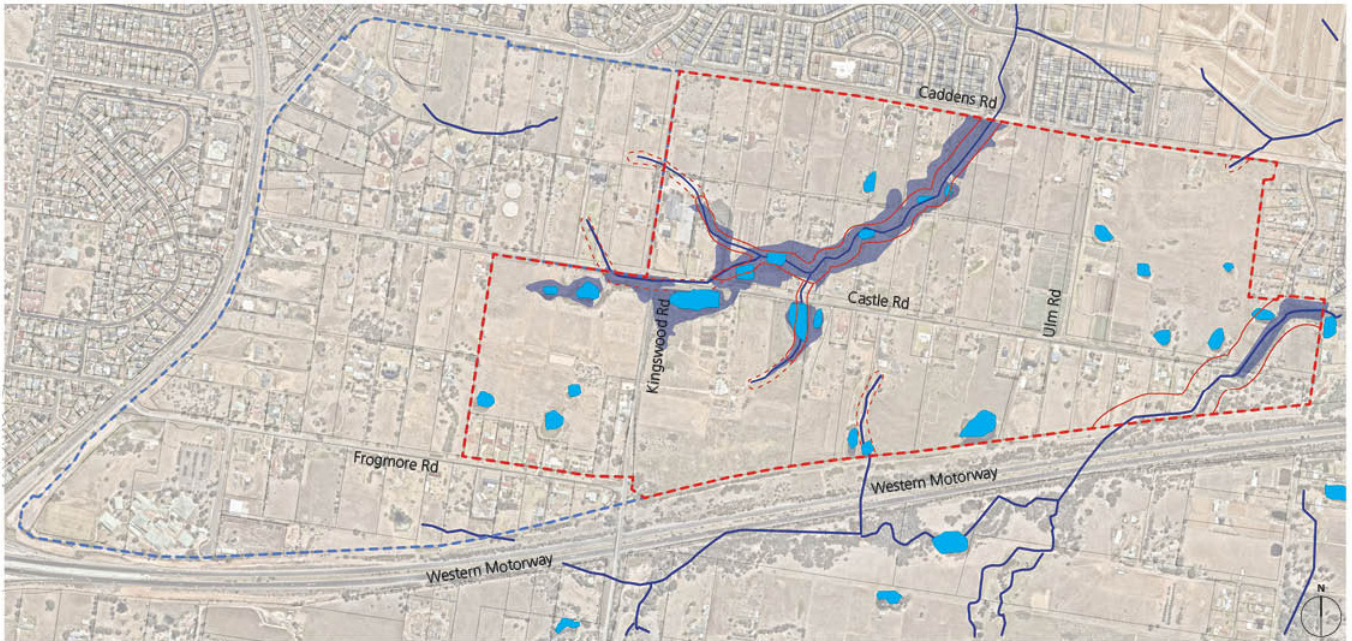 Caddens Rd
Castle Rd
Ulm Rd
Kingswood Rd
Frogmore Rd
Western Motorway
Western Motorway
N